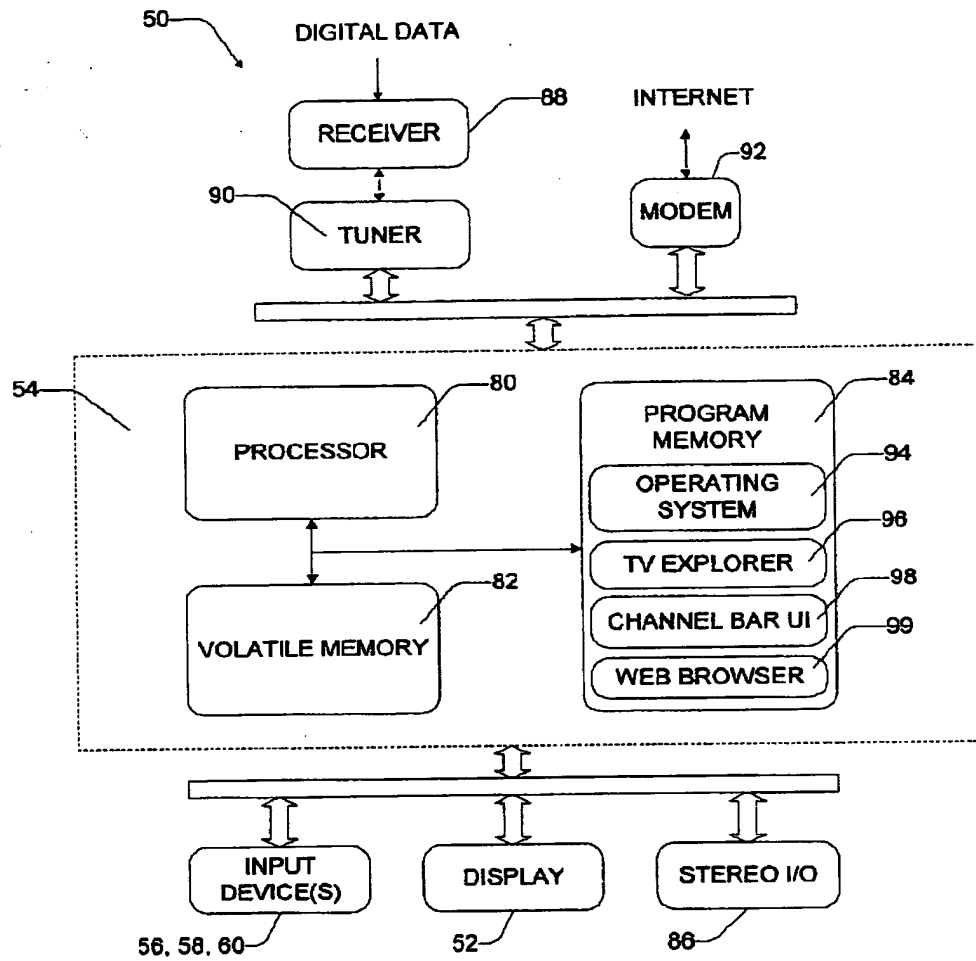 50
DIGITAL DATA
RECEIVER
88
INTERNET
92
MODEM
90
TUNER
54
PROCESSOR
80
PROGRAM
MEMORY
84
OPERATING
SYSTEM
94
TV EXPLORER
96
CHANNEL BAR UI
98
WEB BROWSER
99
VOLATILE MEMORY
82
INPUT
DEVICE(S)
DISPLAY
STEREO I/O
56, 58, 60
52
86